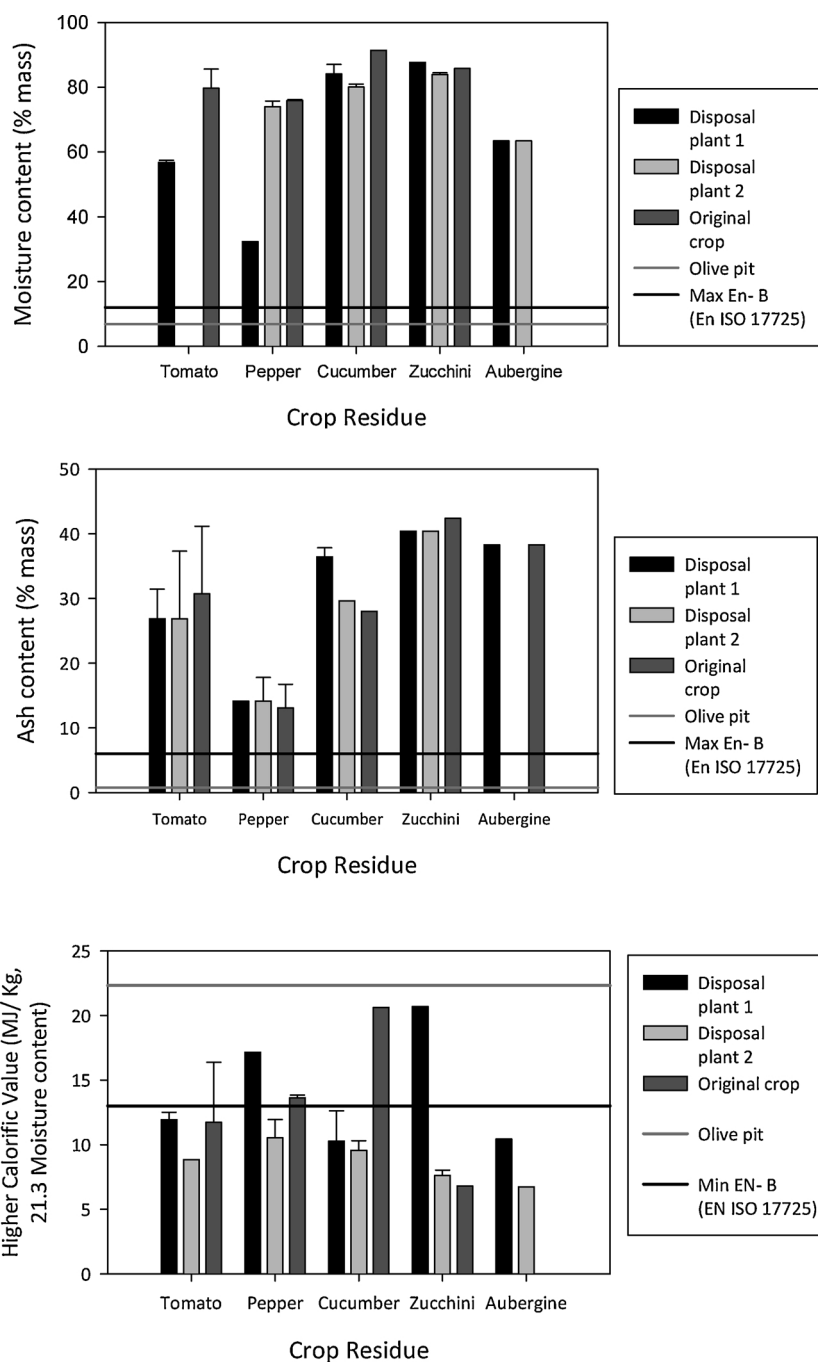 Moisture content (% mass)
100
80
60
40
20
0
Tomato Pepper Cucumber Zucchini Aubergine
Crop Residue
Disposal
plant 1
Disposal
plant 2
Original
crop
Olive pit
Max En- B
(En ISO 17725)
Ash content (% mass)
50
40
30
20
10
0
Tomato Pepper Cucumber Zucchini Aubergine
Crop Residue
Disposal
plant 1
Disposal
plant 2
Original
crop
Olive pit
Max En- B
(En ISO 17725)
Higher Calorific Value (MJ/ Kg,
21.3 Moisture content)
25
20
15
10
5
0
Tomato Pepper Cucumber Zucchini Aubergine
Crop Residue
Disposal
plant 1
Disposal
plant 2
Original crop
Olive pit
Min EN- B
(EN ISO 17725)